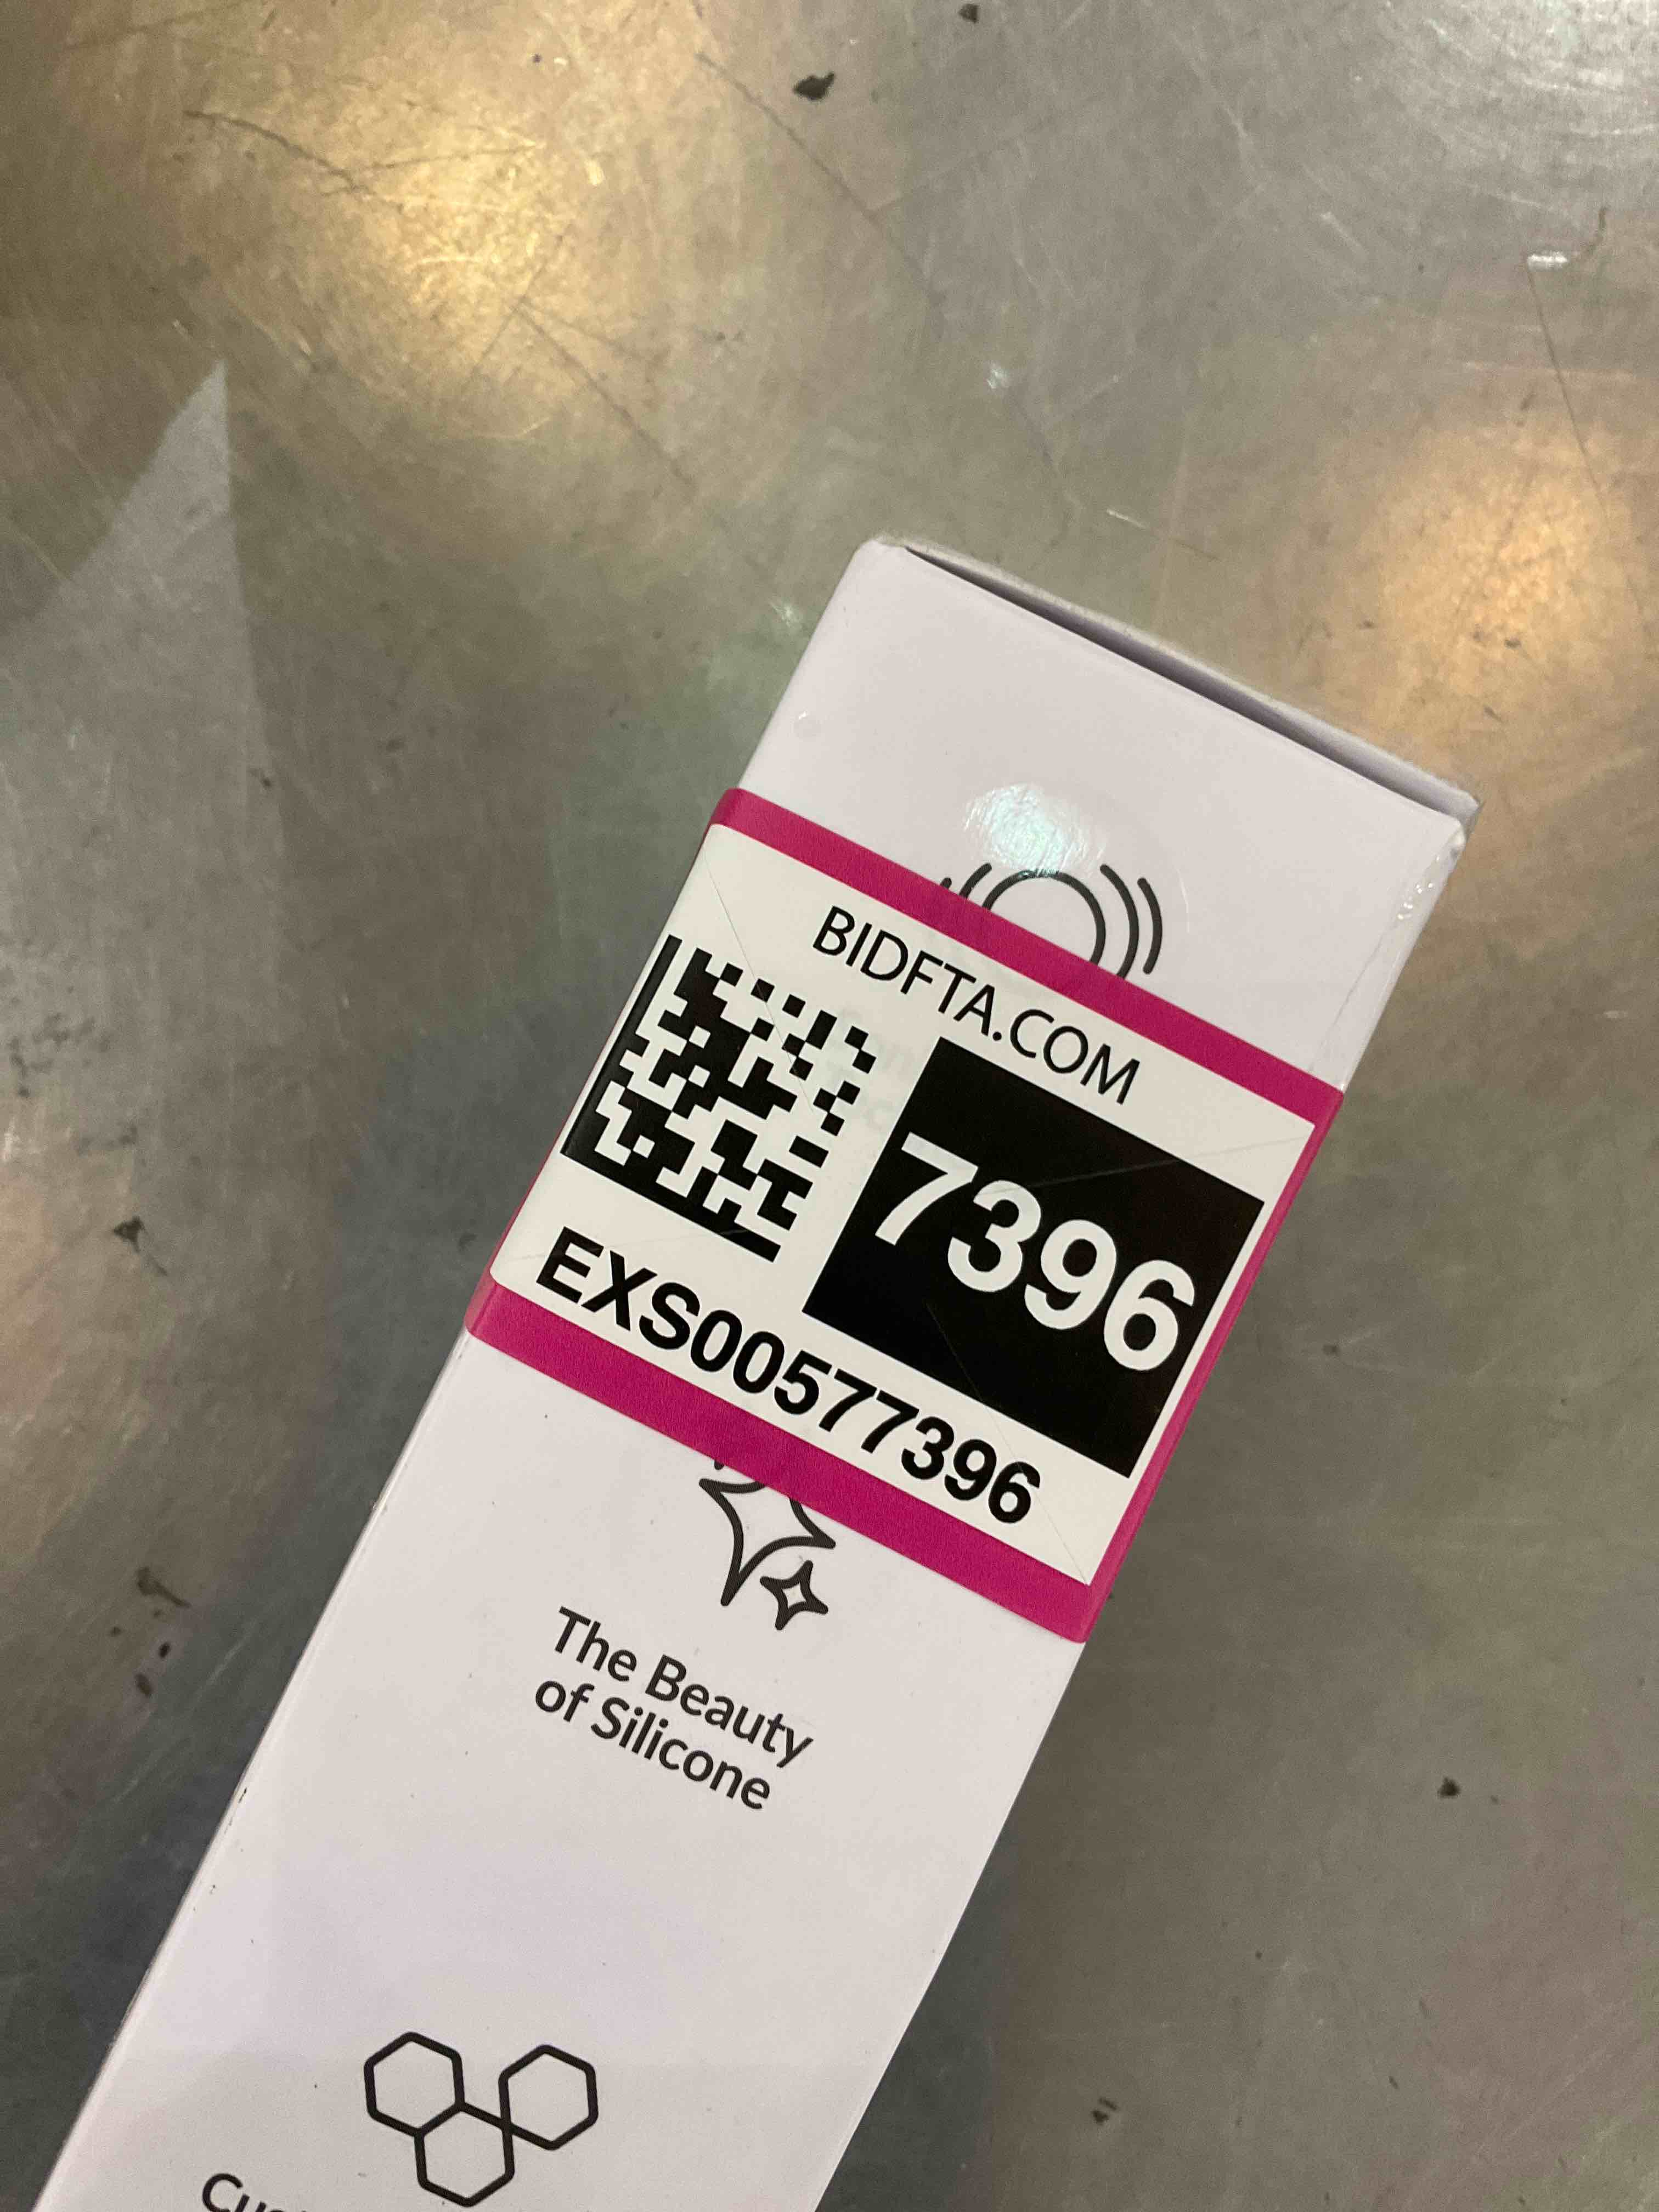 BIDFTA.COM
7396
EXS00577396
The Beauty
of Silicone